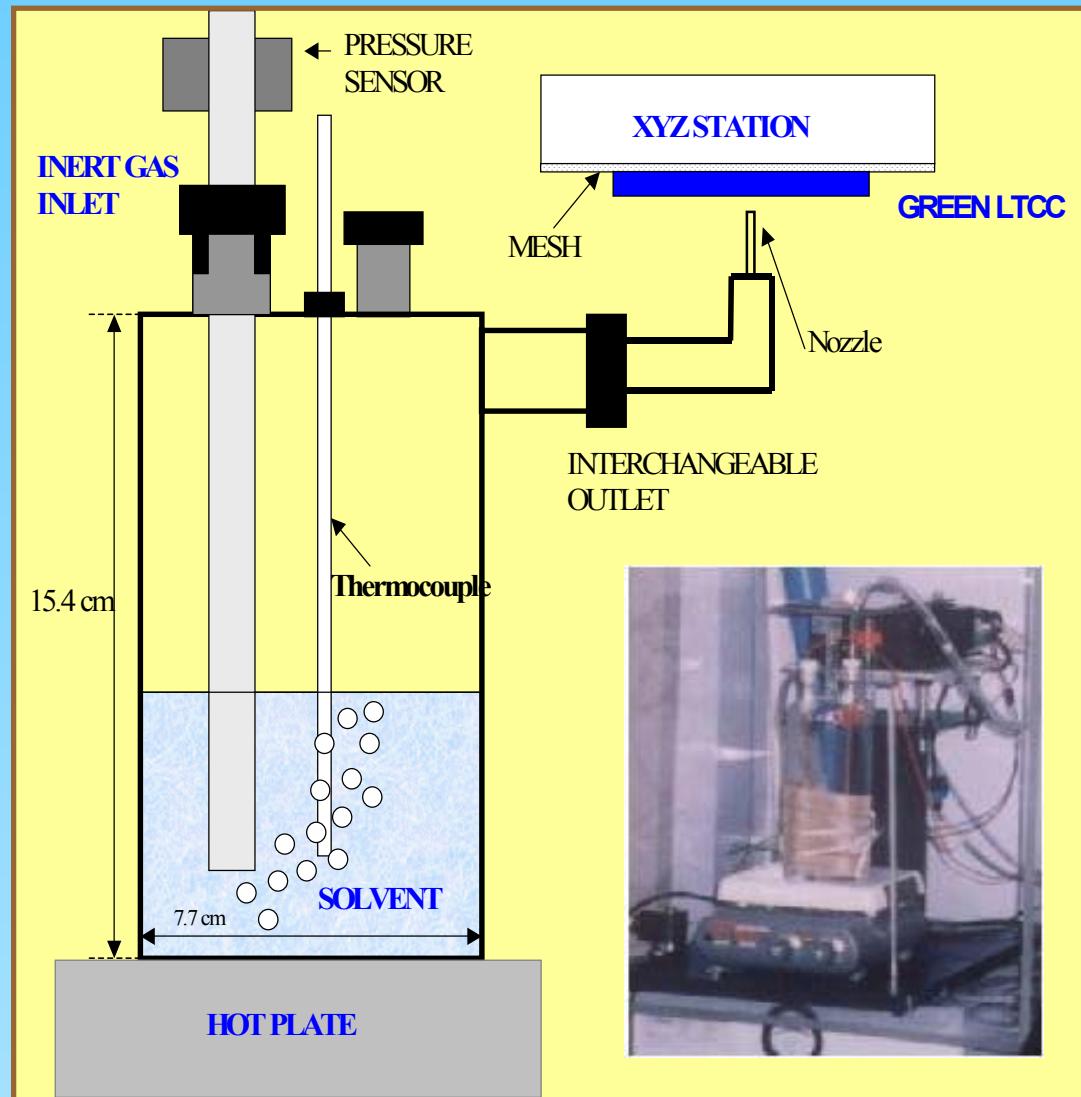 PRESSURE
SENSOR
XYZ STATION
INERT GAS
INLET
GREEN LTCC
MESH
Nozzle
INTERCHANGEABLE
OUTLET
Thermocouple
15.4 cm
SOLVENT
7.7 cm
HOT PLATE